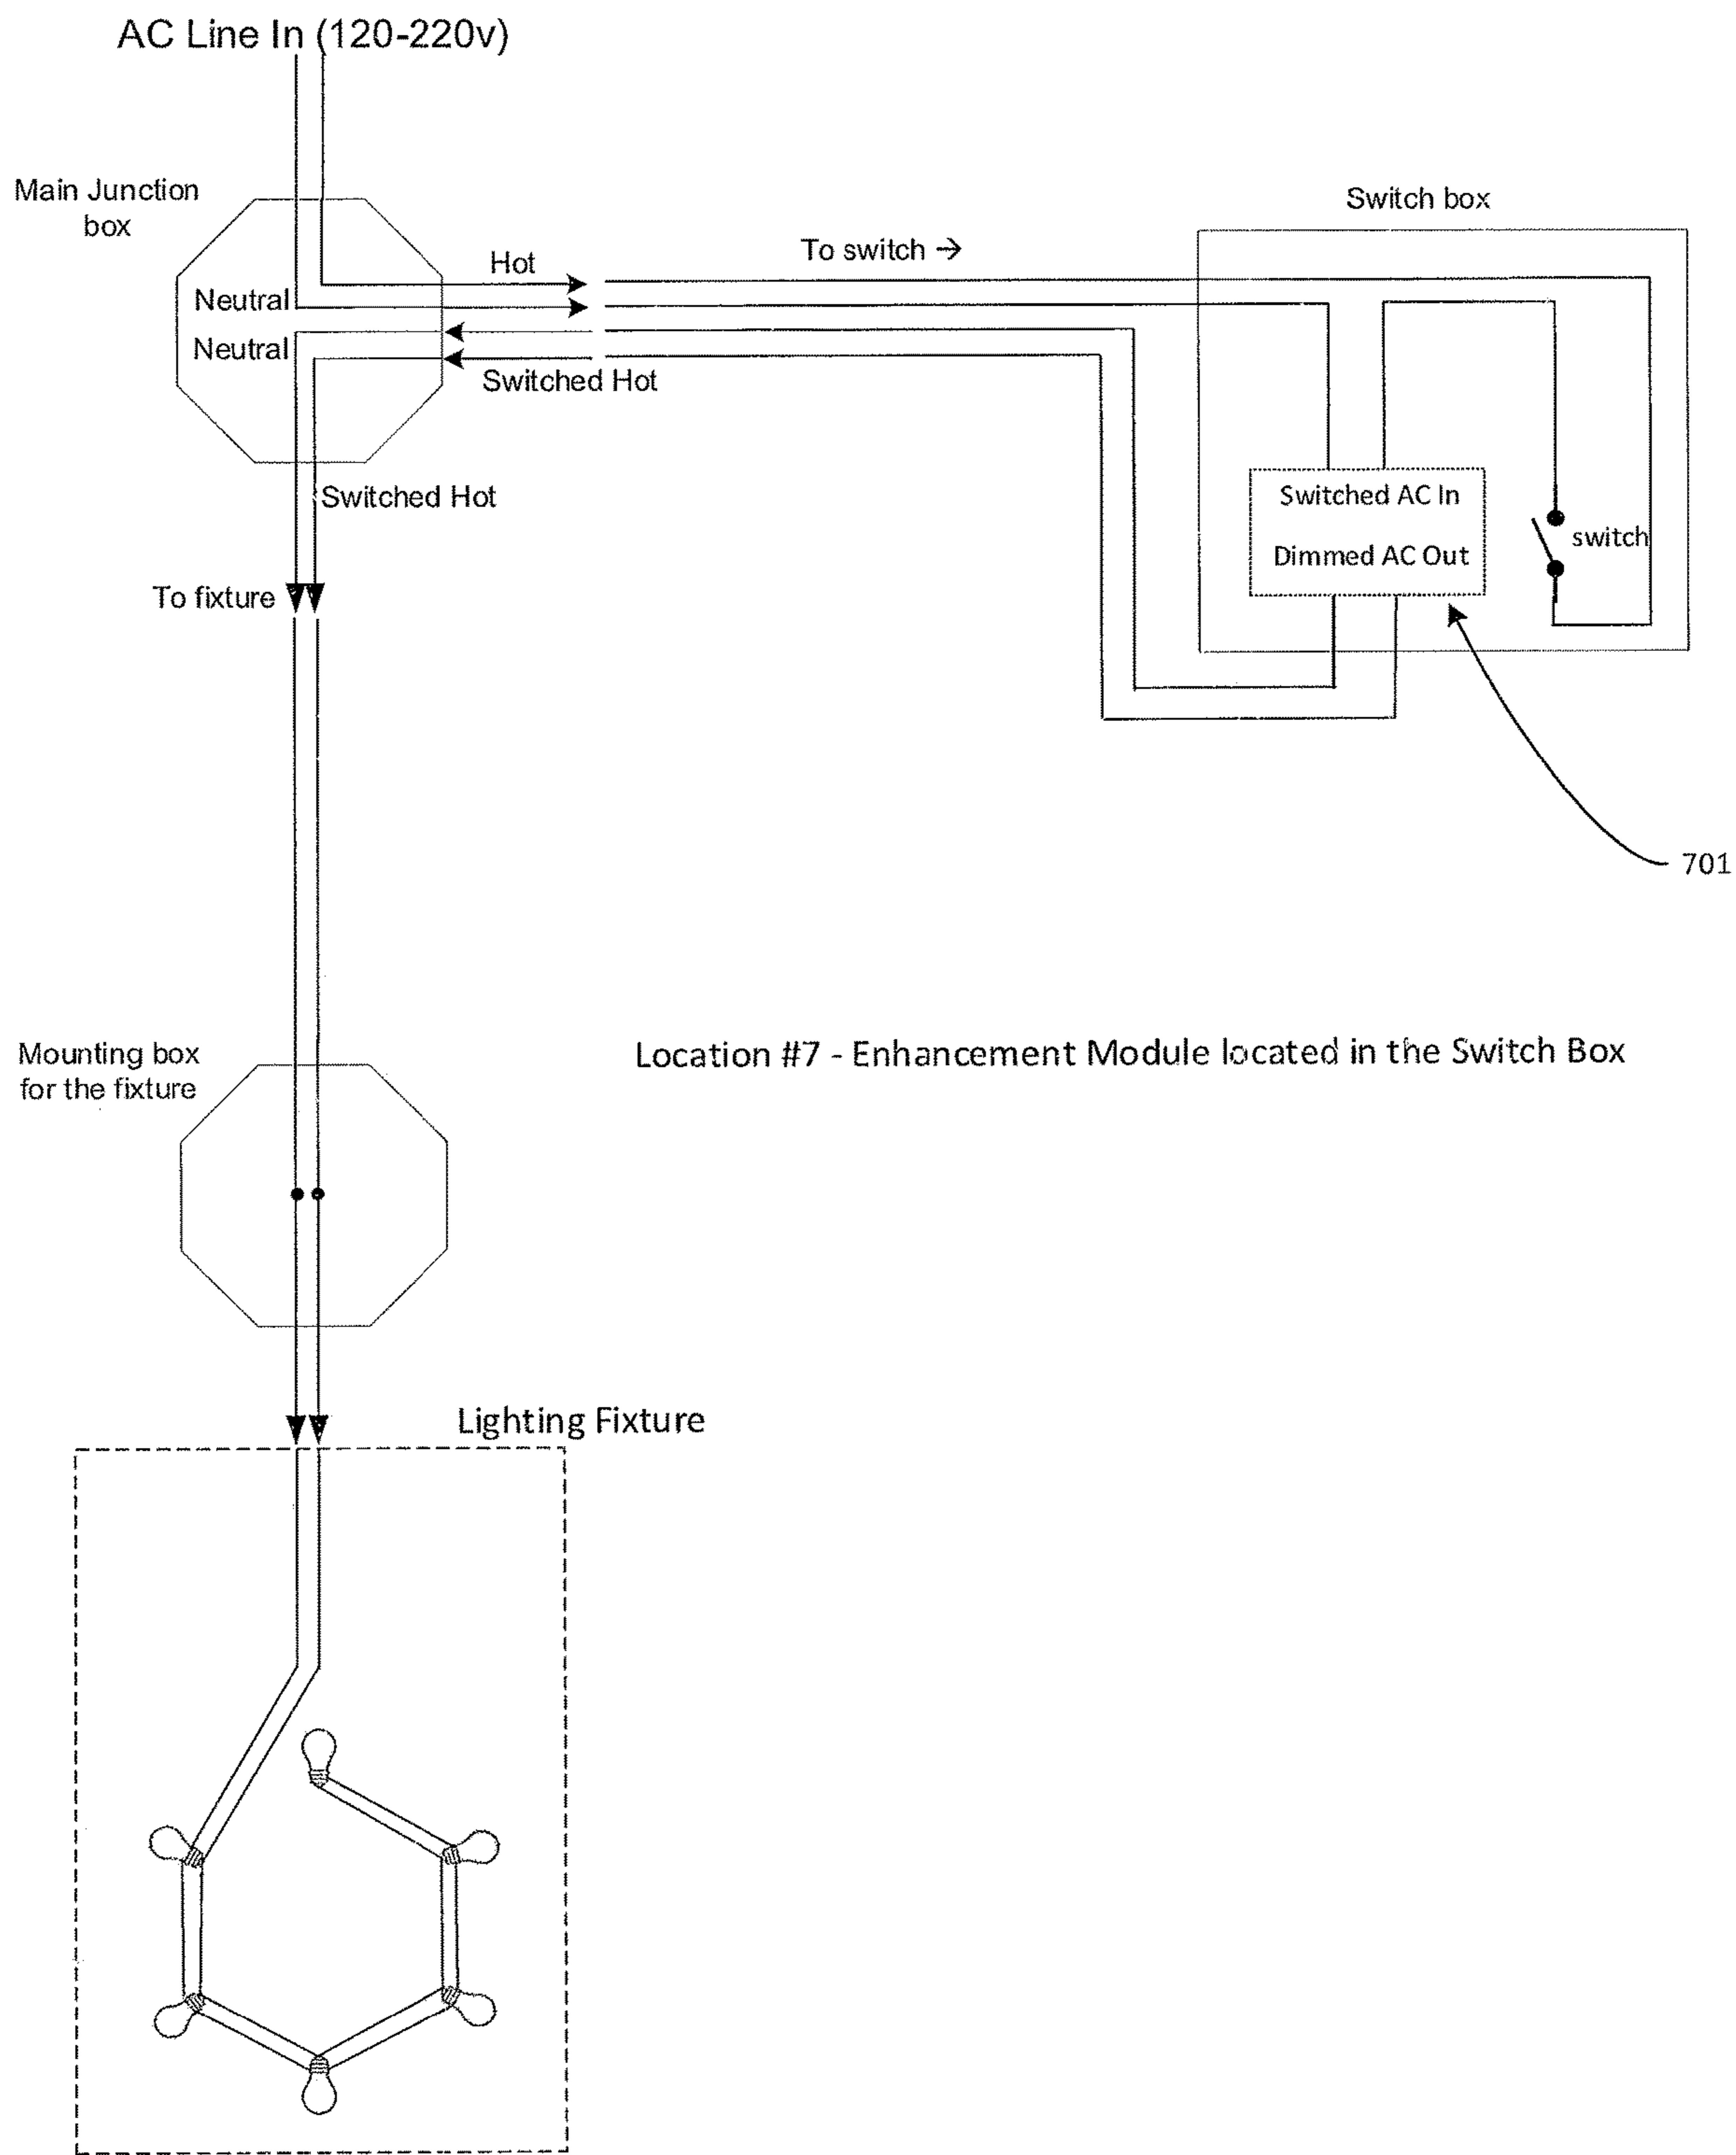 AC Line In (120-220v)
Main Junction
box
Switch box
Hot
To switch →
Neutral
Neutral
Switched Hot
Switched Hot
Switched AC In
switch
Dimmed AC Out
To fixture
701
Mounting box
for the fixture
Location #7 - Enhancement Module located in the Switch Box
Lighting Fixture